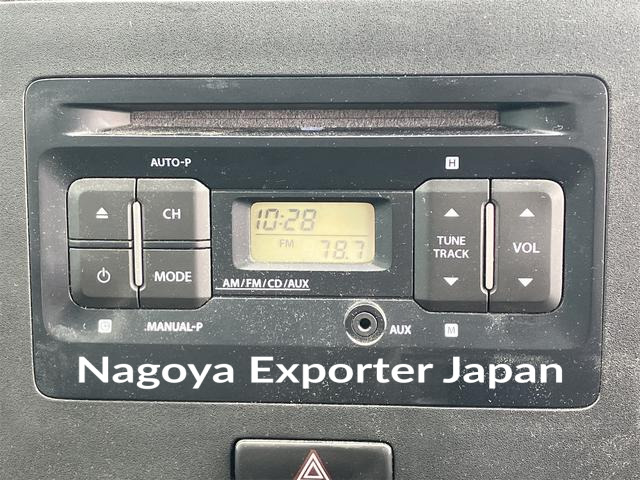 AUTO-P
H
CH
10:28
TUNE
TRACK
VOL
FM 78.7
MODE
AM/FM/CD/AUX
MANUAL-P
AUX
M
Nagoya Exporter Japan